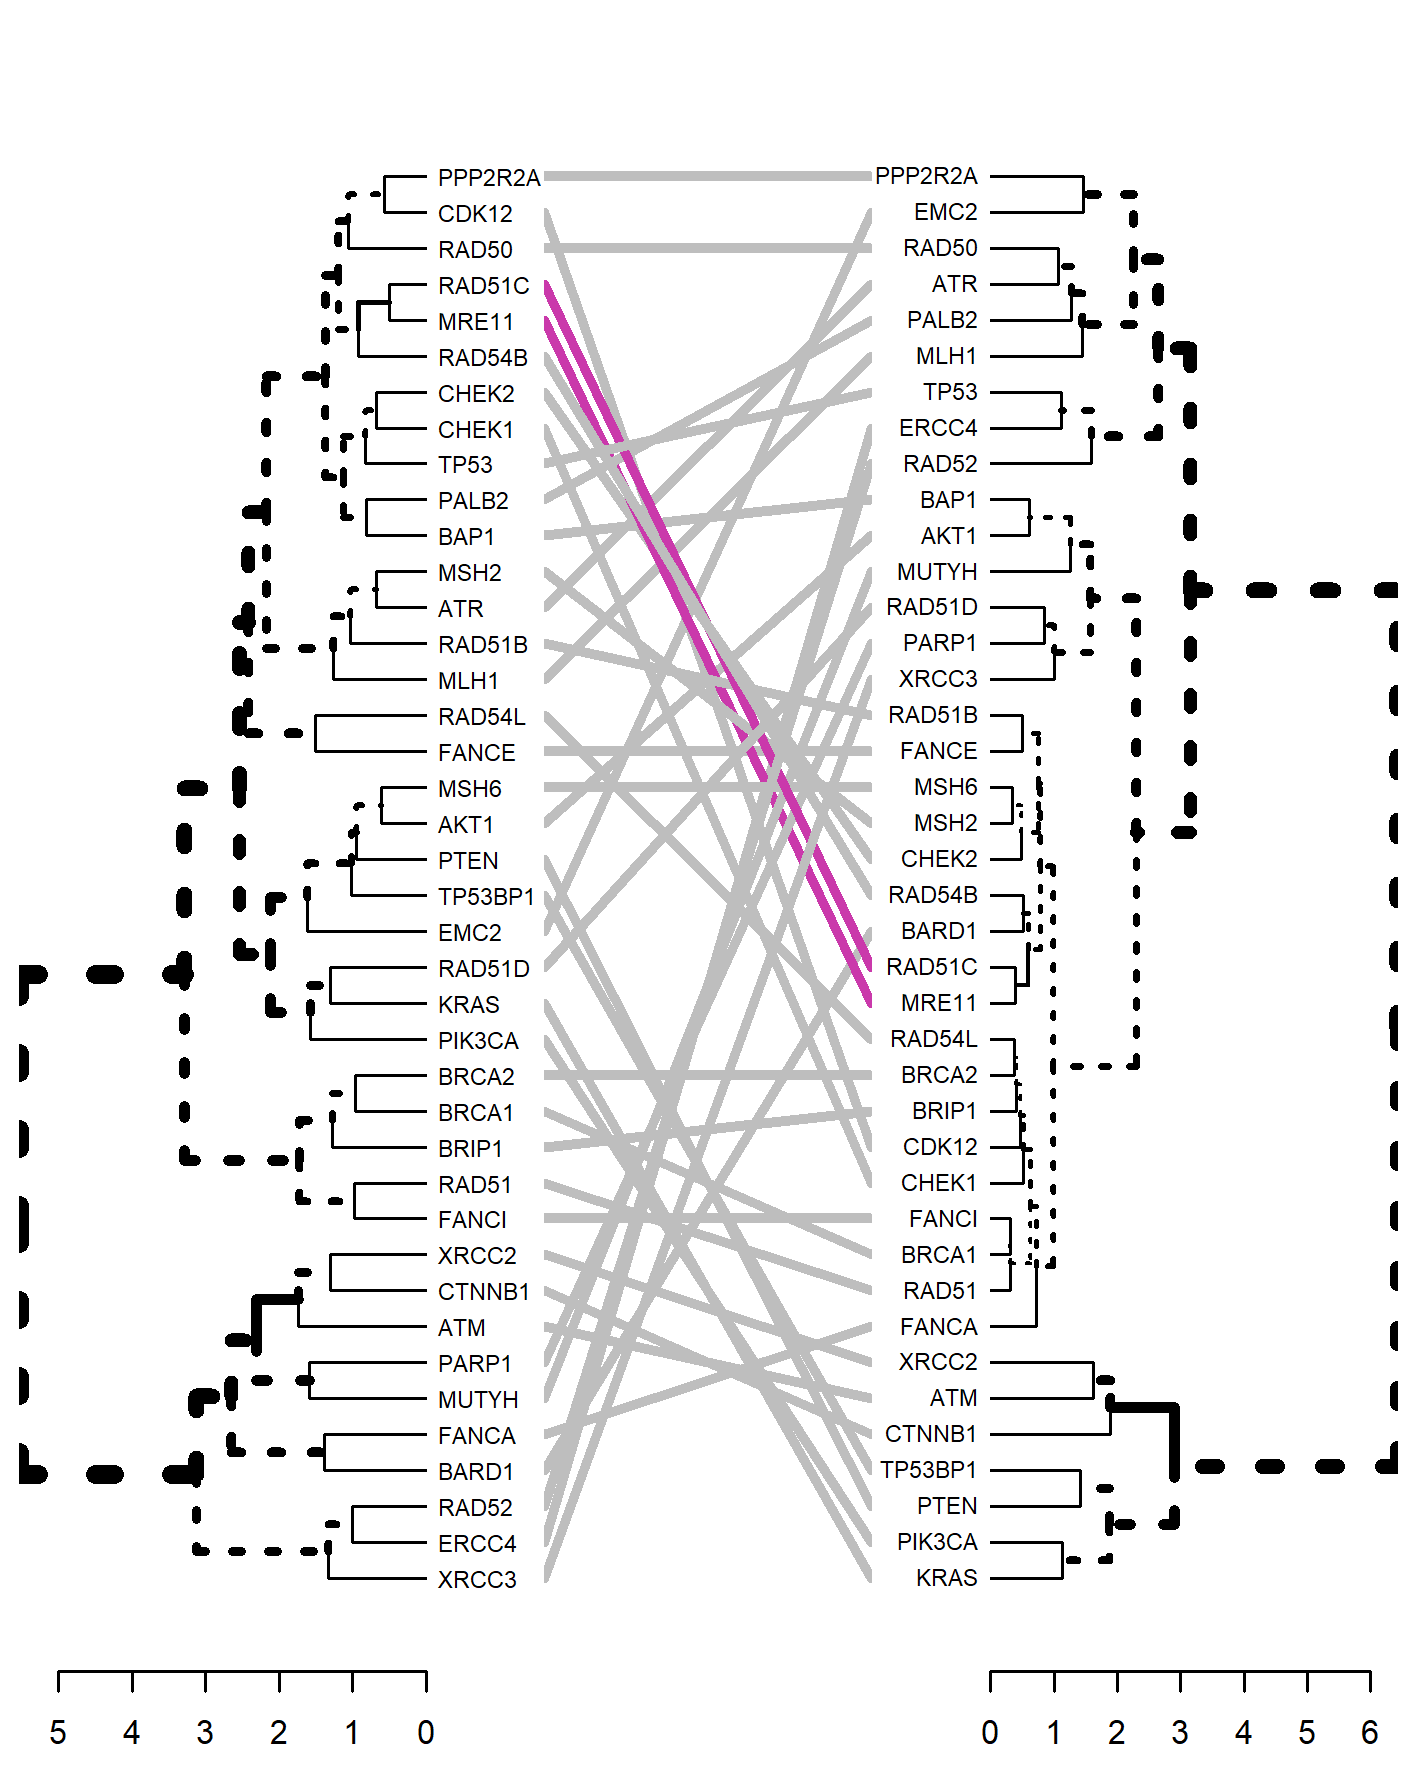 PPP2R2A PPP2R2A
CDK12 EMC2
RAD50 RAD50
RAD51C ATR
MRE11 PALB2
RAD54B MLH1
CHEK2 TP53
CHEK1 ERCC4
TP53 RAD52
PALB2 BAP1
BAP1 AKT1
MSH2 MUTYH
ATR RAD51D
RAD51B PARP1
MLH1 XRCC3
RAD54L RAD51B
FANCE FANCE
MSH6 MSH6
AKT1 MSH2
PTEN CHEK2
TP53BP1 RAD54B
EMC2 BARD1
RAD51D RAD51C
KRAS MRE11
PIK3CA RAD54L
BRCA2 BRCA2
BRCA1 BRIP1
BRIP1 CDK12
RAD51 CHEK1
FANCI FANCI
XRCC2 BRCA1
CTNNB1 RAD51
ATM FANCA
PARP1 XRCC2
MUTYH ATM
FANCA CTNNB1
BARD1 TP53BP1
RAD52 PTEN
ERCC4 PIK3CA
XRCC3 KRAS
5 4 3 2 1 0 0 1 2 3 4 5 6